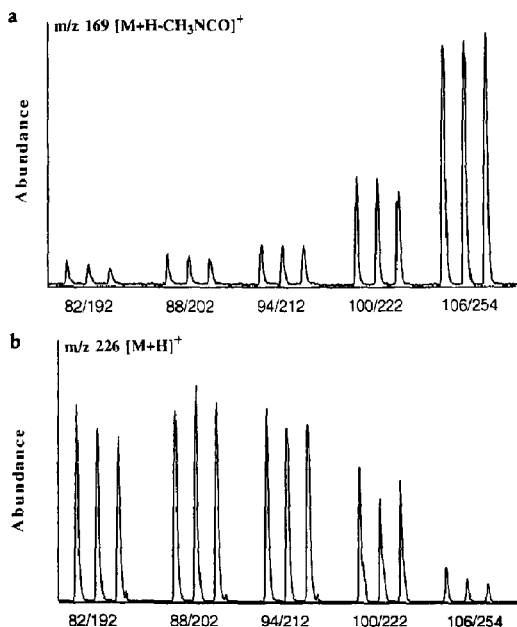 a
m/z 169 [M+H-CH₃NCO]⁺
Abundance
82/192 88/202 94/212 100/222 106/254
b
m/z 226 [M+H]⁺
Abundance
82/192 88/202 94/212 100/222 106/254